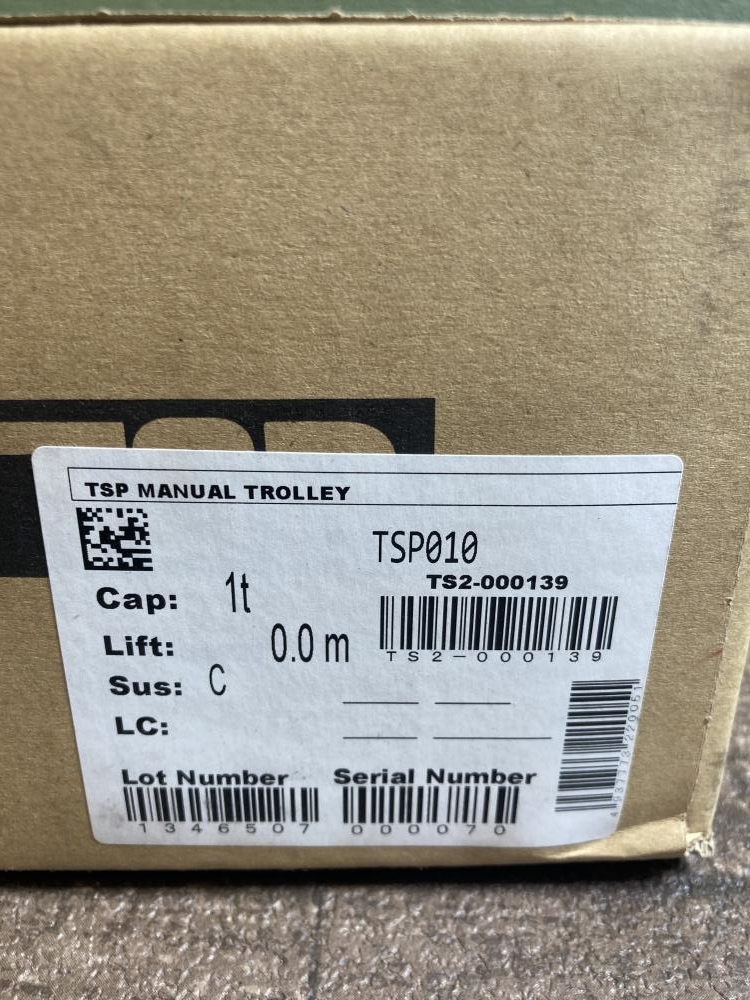 TSP MANUAL TROLLEY
TSP010
TS2-000139
TS2-000139
Cap: 1t
Lift: 0.0 m
Sus: C
LC:
Lot Number
1346507
Serial Number
000070